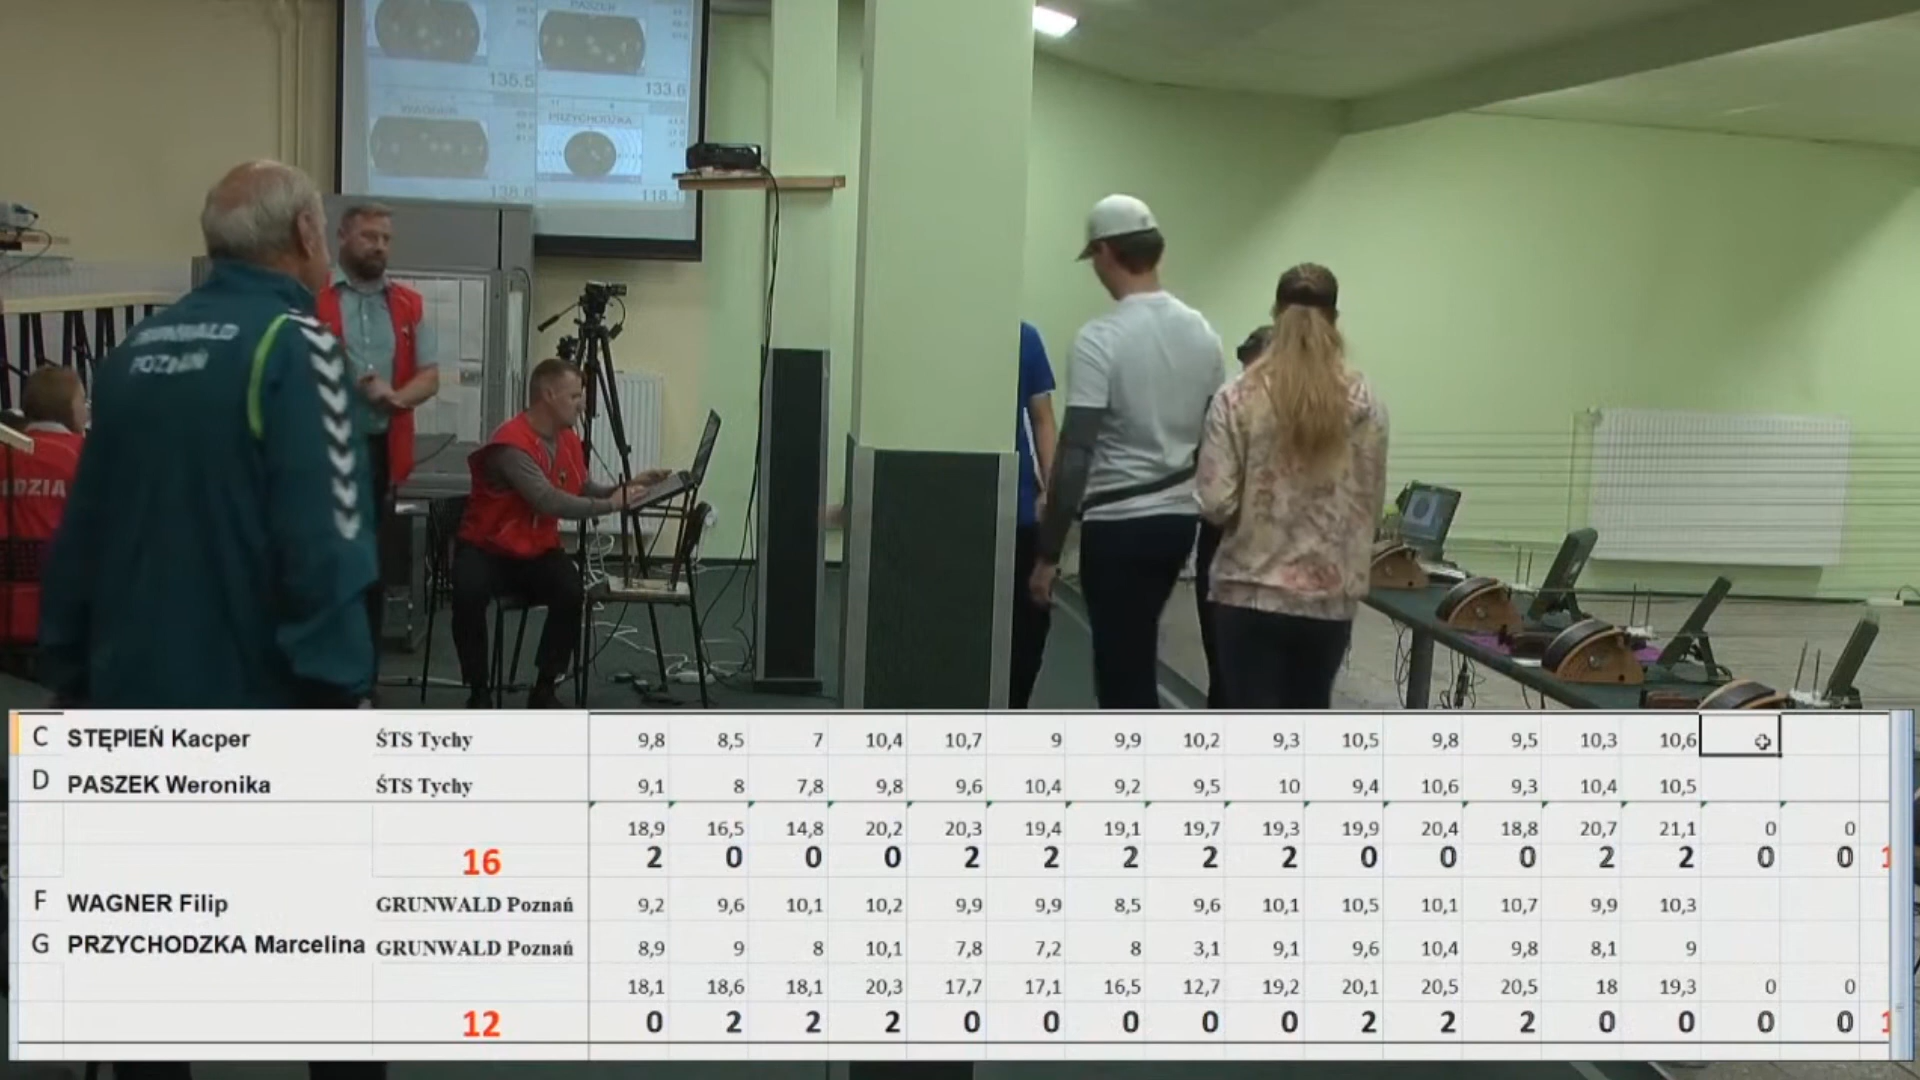 PASZEK
135.5
133.6
PRZYCHODZKA
138.6
118.1
GRUNWALD
POZNAŃ
C STĘPIEŃ Kacper ŚTS Tychy 9,8 8,5 7 10,4 10,7 9 9,9 10,2 9,3 10,5 9,8 9,5 10,3 10,6
D PASZEK Weronika ŚTS Tychy 9,1 8 7,8 9,8 9,6 10,4 9,2 9,5 10 9,4 10,6 9,3 10,4 10,5
18,9 16,5 14,8 20,2 20,3 19,4 19,1 19,7 19,3 19,9 20,4 18,8 20,7 21,1 0 0
16 2 0 0 0 2 2 2 2 2 0 0 0 2 2 0 0 1
F WAGNER Filip GRUNWALD Poznań 9,2 9,6 10,1 10,2 9,9 9,9 8,5 9,6 10,1 10,5 10,1 10,7 9,9 10,3
G PRZYCHODZKA Marcelina GRUNWALD Poznań 8,9 9 8 10,1 7,8 7,2 8 3,1 9,1 9,6 10,4 9,8 8,1 9
18,1 18,6 18,1 20,3 17,7 17,1 16,5 12,7 19,2 20,1 20,5 20,5 18 19,3 0 0
12 0 2 2 2 0 0 0 0 0 2 2 2 0 0 0 0 1